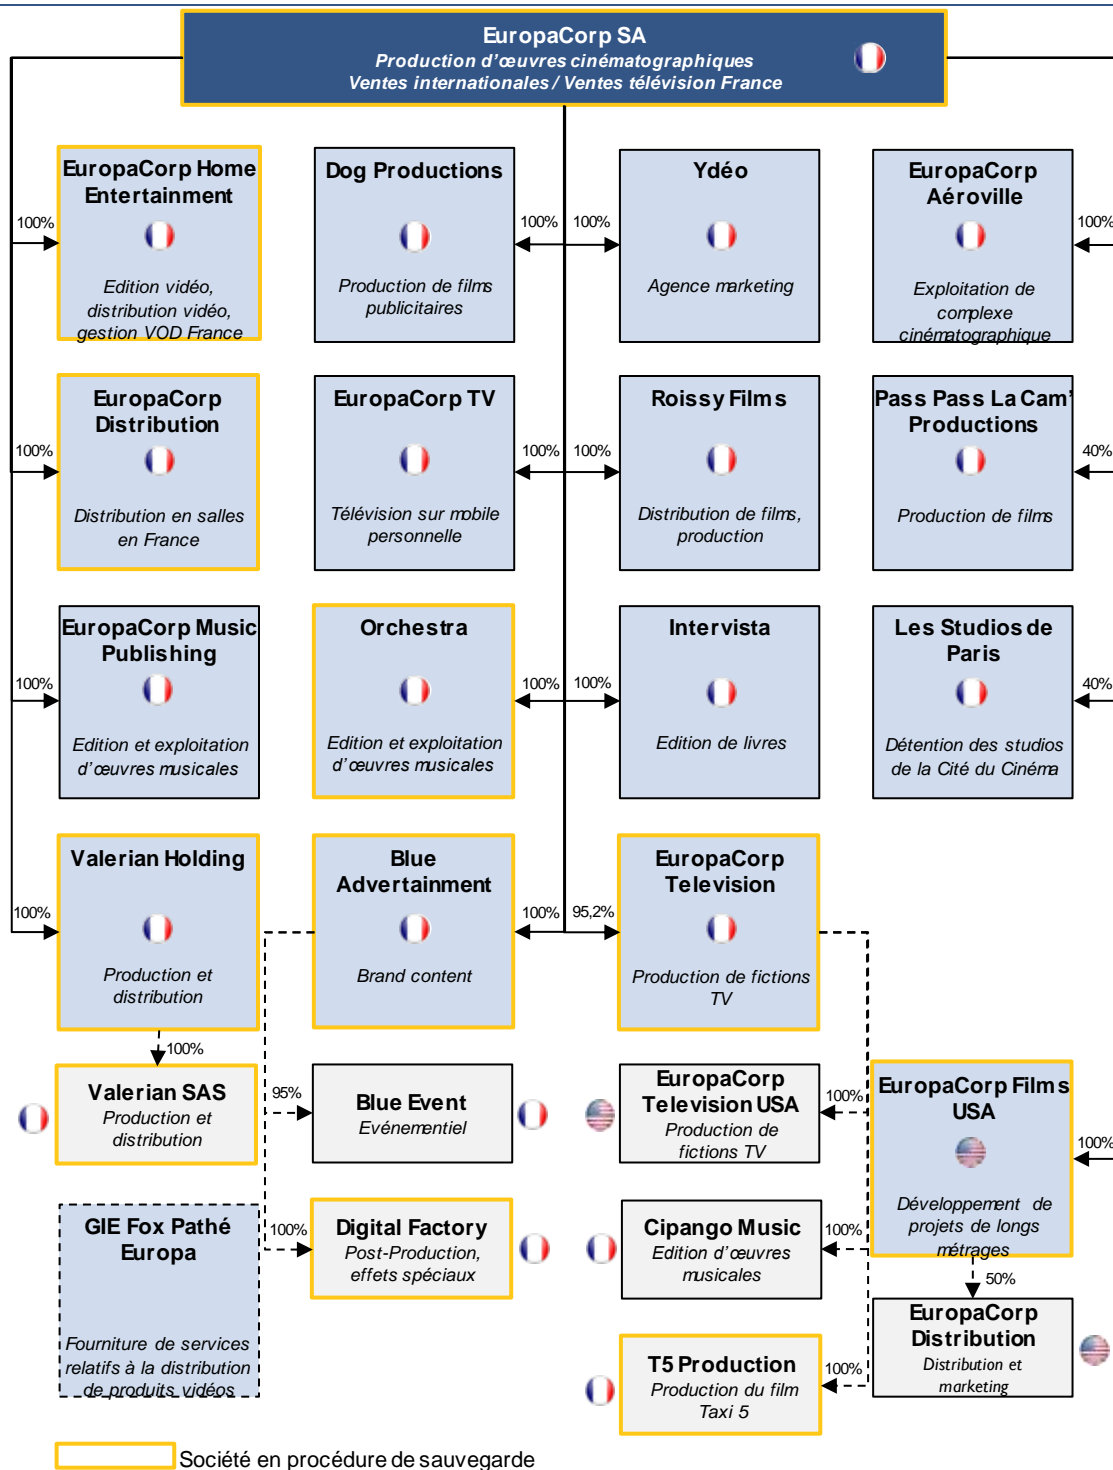 EuropaCorp SA
Production d'œuvres cinématographiques
Ventes internationales / Ventes télévision France
EuropaCorp Home
Entertainment
100%
Edition vidéo,
distribution vidéo,
gestion VOD France
Dog Productions
100%
Production de films
publicitaires
Ydéo
100%
Agence marketing
EuropaCorp
Aéroville
100%
Exploitation de
complexe
cinématographique
EuropaCorp
Distribution
100%
Distribution en salles
en France
EuropaCorp TV
100%
Télévision sur mobile
personnelle
Roissy Films
100%
Distribution de films,
production
Pass Pass La Cam'
Productions
40%
Production de films
EuropaCorp Music
Publishing
100%
Edition et exploitation
d'œuvres musicales
Orchestra
100%
Edition et exploitation
d'œuvres musicales
Intervista
100%
Edition de livres
Les Studios de
Paris
40%
Détention des studios
de la Cité du Cinéma
Valerian Holding
100%
Production et
distribution
Blue
Advertainment
100%
Brand content
EuropaCorp
Television
95,2%
Production de fictions
TV
100%
Valerian SAS
Production et
distribution
95%
Blue Event
Evénementiel
EuropaCorp
Television USA
100%
Production de
fictions TV
EuropaCorp Films
USA
100%
Développement de
projets de longs
métrages
GIE Fox Pathé
Europa
Fourniture de services
relatifs à la distribution
de produits vidéos
100%
Digital Factory
Post-Production,
effets spéciaux
Cipango Music
100%
Edition d'œuvres
musicales
50%
EuropaCorp
Distribution
Distribution et
marketing
T5 Production
100%
Production du film
Taxi 5
Société en procédure de sauvegarde